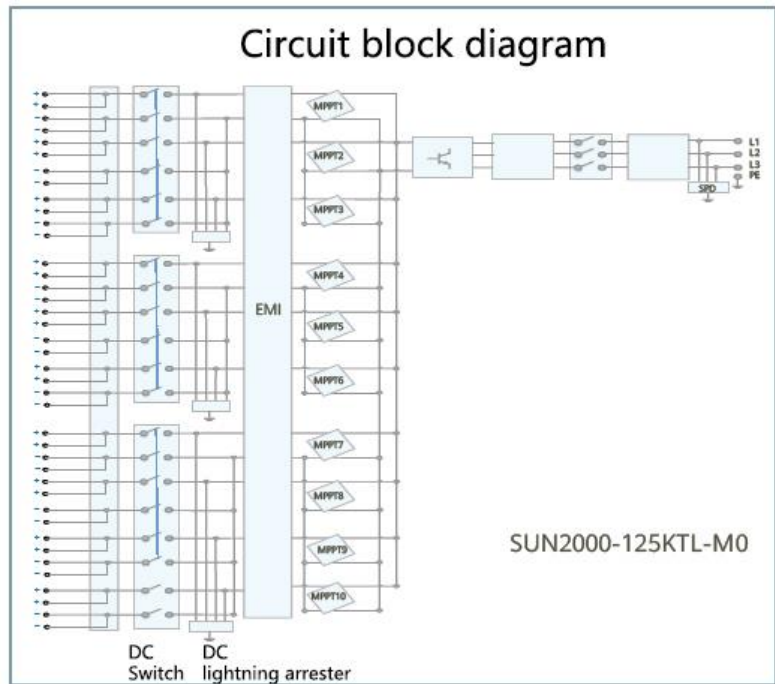 Circuit block diagram
MPPT1
MPPT2
MPPT3
MPPT4
MPPT5
MPPT6
MPPT7
MPPT8
MPPT9
MPPT10
EMI
L1
L2
L3
PE
SPD
SUN2000-125KTL-M0
DC
Switch
DC
lightning arrester